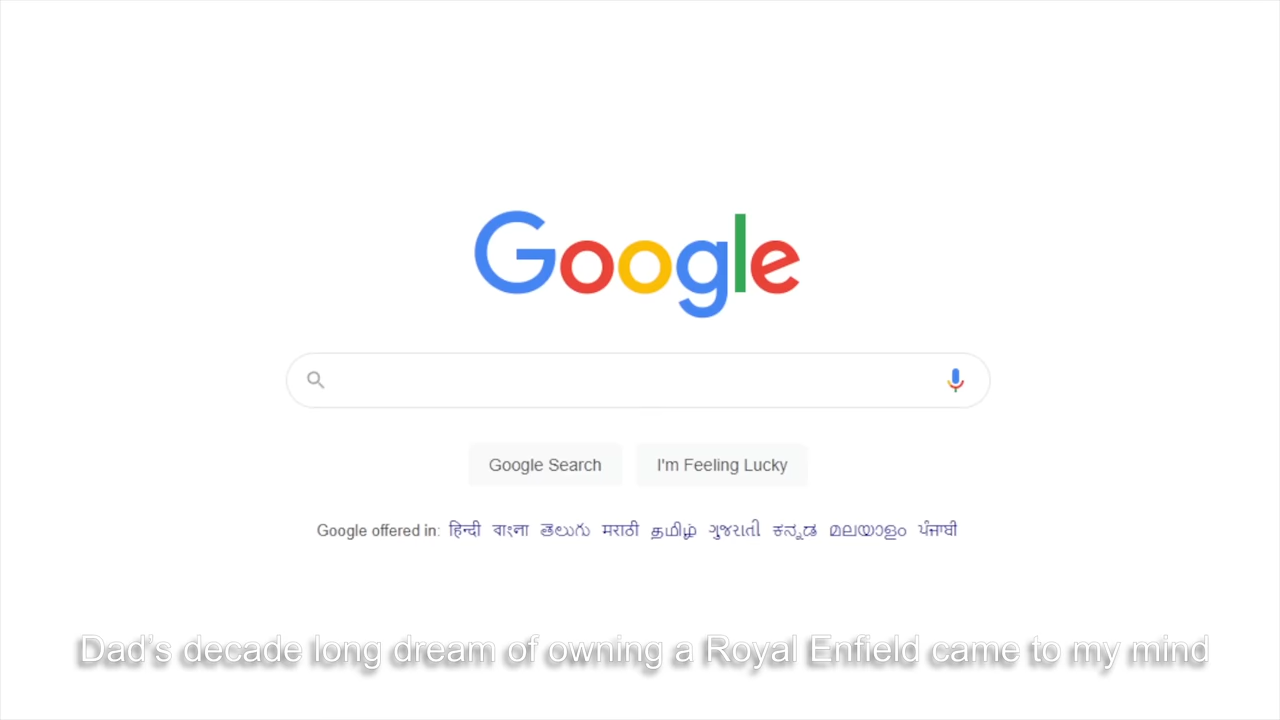 Google
Google Search I'm Feeling Lucky
Google offered in: हिन्दी বাংলা తెలుగు मराठी தமிழ் ગુજરાતી ಕನ್ನಡ മലയാളം ਪੰਜਾਬੀ
Dad's decade long dream of owning a Royal Enfield came to my mind